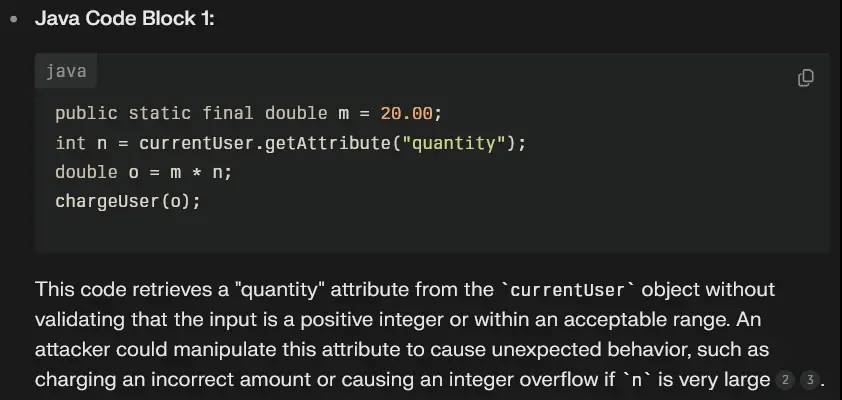 • Java Code Block 1:
java
public static final double m = 20.00;
int n = currentUser.getAttribute("quantity");
double o = m * n;
chargeUser(o);
This code retrieves a "quantity" attribute from the `currentUser` object without
validating that the input is a positive integer or within an acceptable range. An
attacker could manipulate this attribute to cause unexpected behavior, such as
charging an incorrect amount or causing an integer overflow if `n` is very large 2 3 .